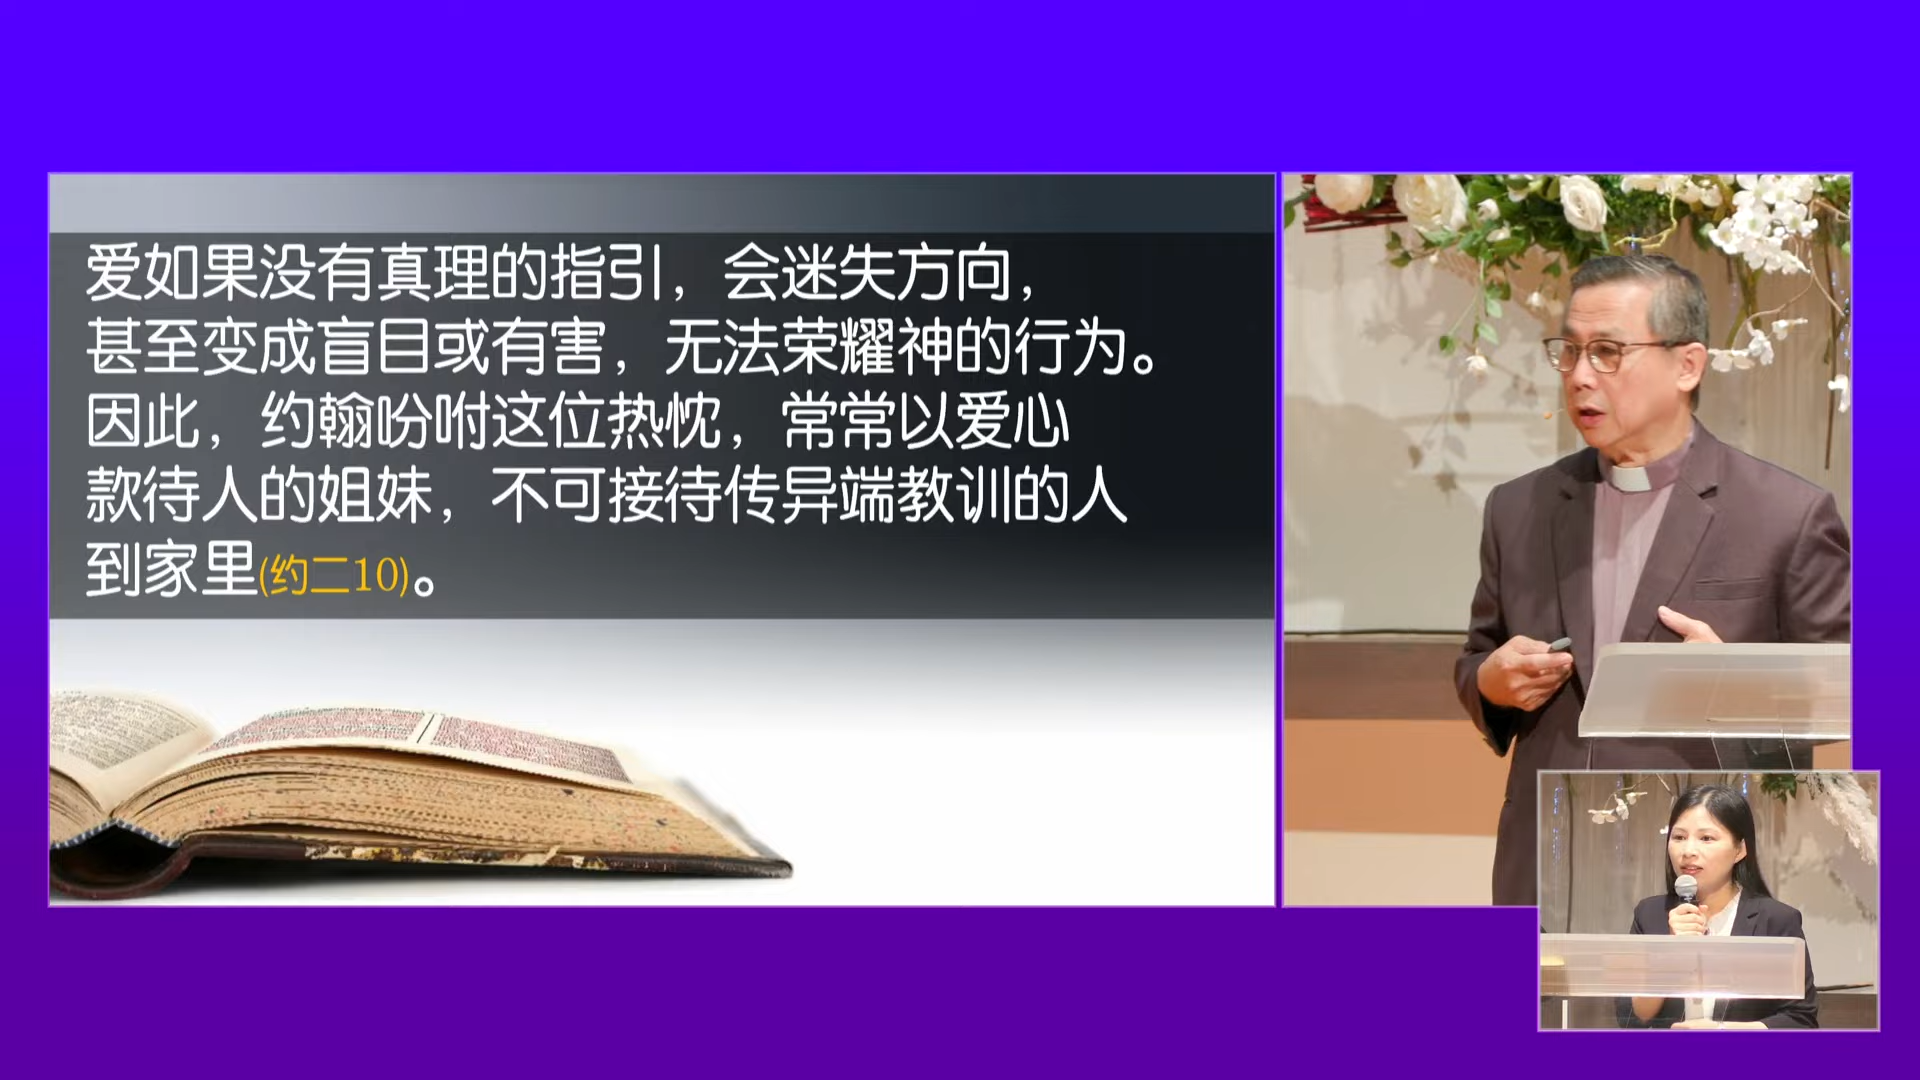 爱如果没有真理的指引，会迷失方向，
甚至变成盲目或有害，无法荣耀神的行为。
因此，约翰吩咐这位热忱，常常以爱心
款待人的姐妹，不可接待传异端教训的人
到家里(约二10)。